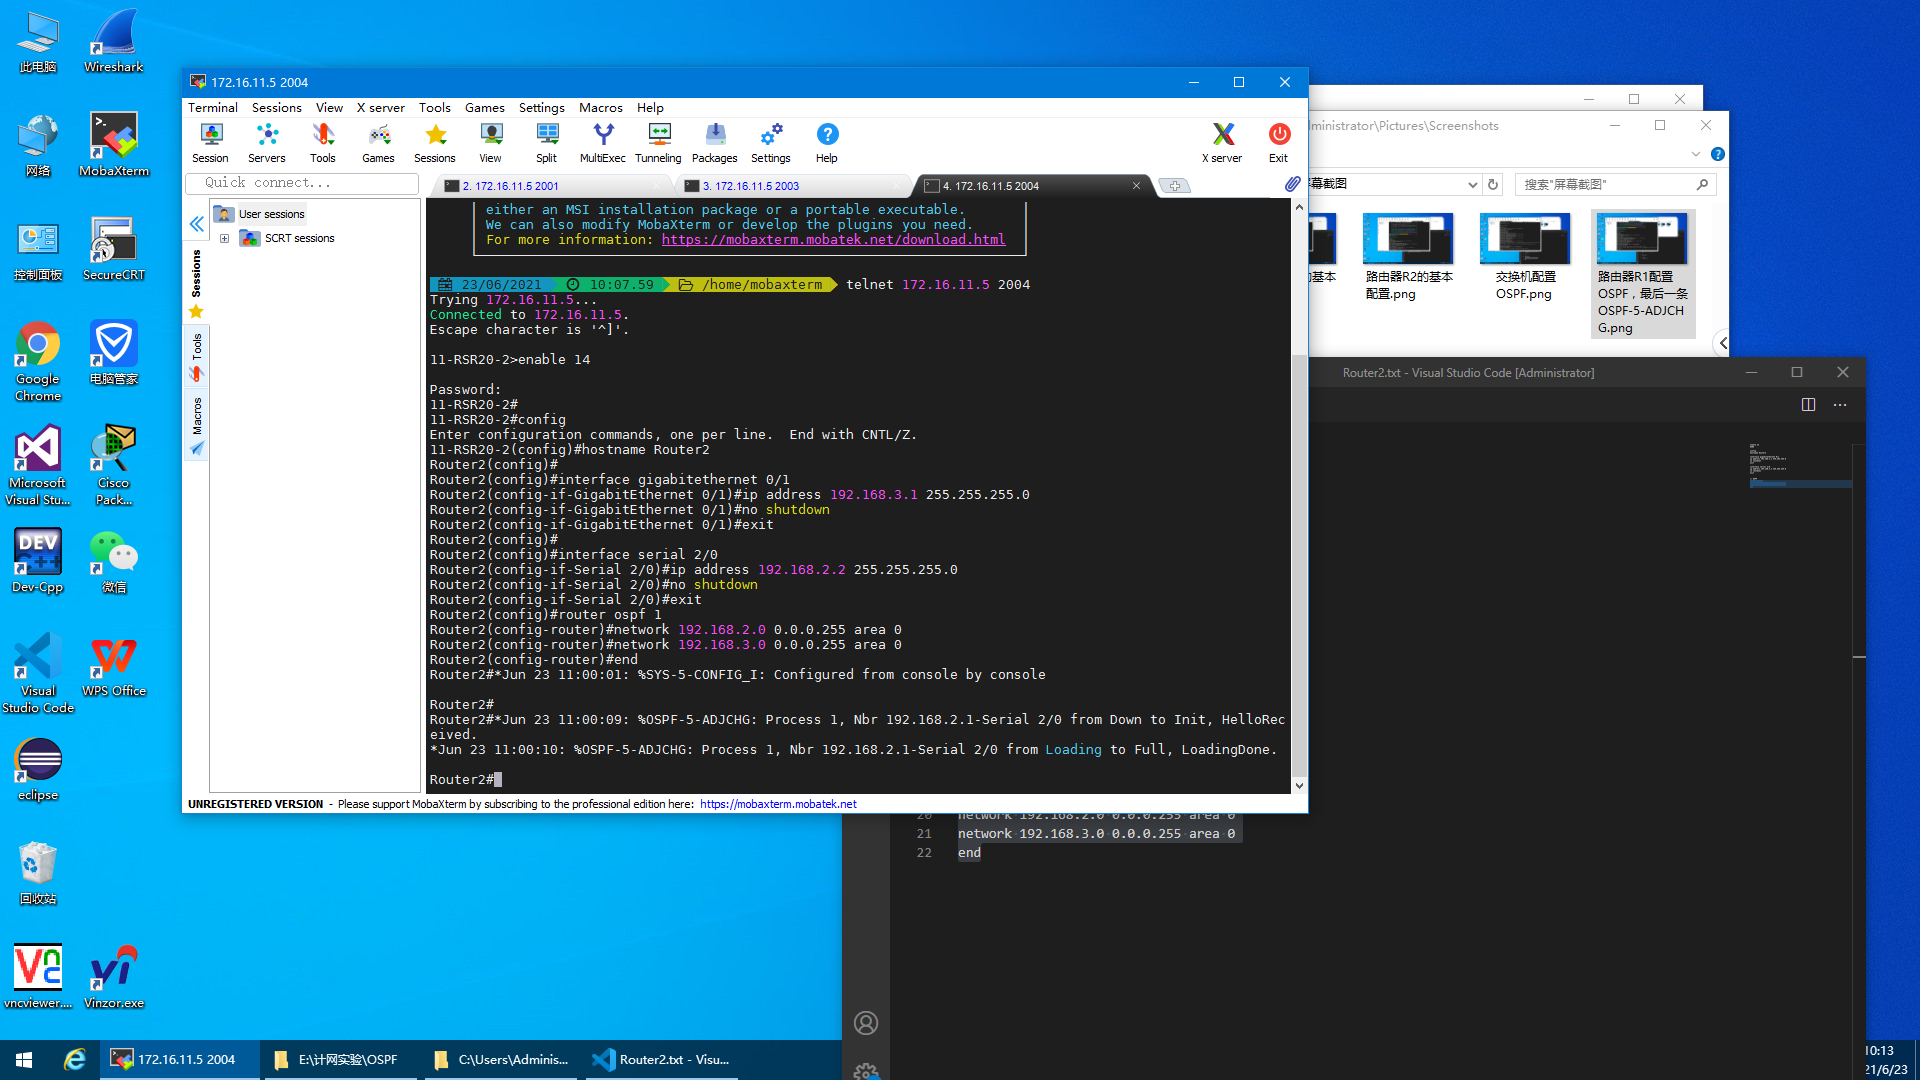 此电脑
Wireshark
网络
MobaXterm
控制面板
SecureCRT
Google
Chrome
电脑管家
Microsoft
Visual Stu...
Cisco
Pack...
Dev-Cpp
微信
Visual
Studio Code
WPS Office
eclipse
回收站
vncviewer....
Vinzor.exe
172.16.11.5 2004
Terminal Sessions View X server Tools Games Settings Macros Help
Session Servers Tools Games Sessions View Split MultiExec Tunneling Packages Settings Help X server Exit
Quick connect...
2. 172.16.11.5 2001
3. 172.16.11.5 2003
4. 172.16.11.5 2004
User sessions
SCRT sessions
Sessions
Tools
Macros
either an MSI installation package or a portable executable.
We can also modify MobaXterm or develop the plugins you need.
For more information: https://mobaxterm.mobatek.net/download.html
23/06/2021 10:07.59 /home/mobaxterm telnet 172.16.11.5 2004
Trying 172.16.11.5...
Connected to 172.16.11.5.
Escape character is '^]'.
11-RSR20-2>enable 14
Password:
11-RSR20-2#
11-RSR20-2#config
Enter configuration commands, one per line.  End with CNTL/Z.
11-RSR20-2(config)#hostname Router2
Router2(config)#
Router2(config)#interface gigabitethernet 0/1
Router2(config-if-GigabitEthernet 0/1)#ip address 192.168.3.1 255.255.255.0
Router2(config-if-GigabitEthernet 0/1)#no shutdown
Router2(config-if-GigabitEthernet 0/1)#exit
Router2(config)#
Router2(config)#interface serial 2/0
Router2(config-if-Serial 2/0)#ip address 192.168.2.2 255.255.255.0
Router2(config-if-Serial 2/0)#no shutdown
Router2(config-if-Serial 2/0)#exit
Router2(config)#router ospf 1
Router2(config-router)#network 192.168.2.0 0.0.0.255 area 0
Router2(config-router)#network 192.168.3.0 0.0.0.255 area 0
Router2(config-router)#end
Router2#*Jun 23 11:00:01: %SYS-5-CONFIG_I: Configured from console by console
Router2#
Router2#*Jun 23 11:00:09: %OSPF-5-ADJCHG: Process 1, Nbr 192.168.2.1-Serial 2/0 from Down to Init, HelloRec
eived.
*Jun 23 11:00:10: %OSPF-5-ADJCHG: Process 1, Nbr 192.168.2.1-Serial 2/0 from Loading to Full, LoadingDone.
Router2#
UNREGISTERED VERSION - Please support MobaXterm by subscribing to the professional edition here: https://mobaxterm.mobatek.net
ministrator\Pictures\Screenshots
幕截图
搜索"屏幕截图"
的基本
路由器R2的基本
配置.png
交换机配置
OSPF.png
路由器R1配置
OSPF，最后一条
OSPF-5-ADJCH
G.png
Router2.txt - Visual Studio Code [Administrator]
20 network 192.168.2.0 0.0.0.255 area 0
21 network 192.168.3.0 0.0.0.255 area 0
22 end
172.16.11.5 2004
E:\计网实验\OSPF
C:\Users\Adminis...
Router2.txt - Visu...
10:13
21/6/23